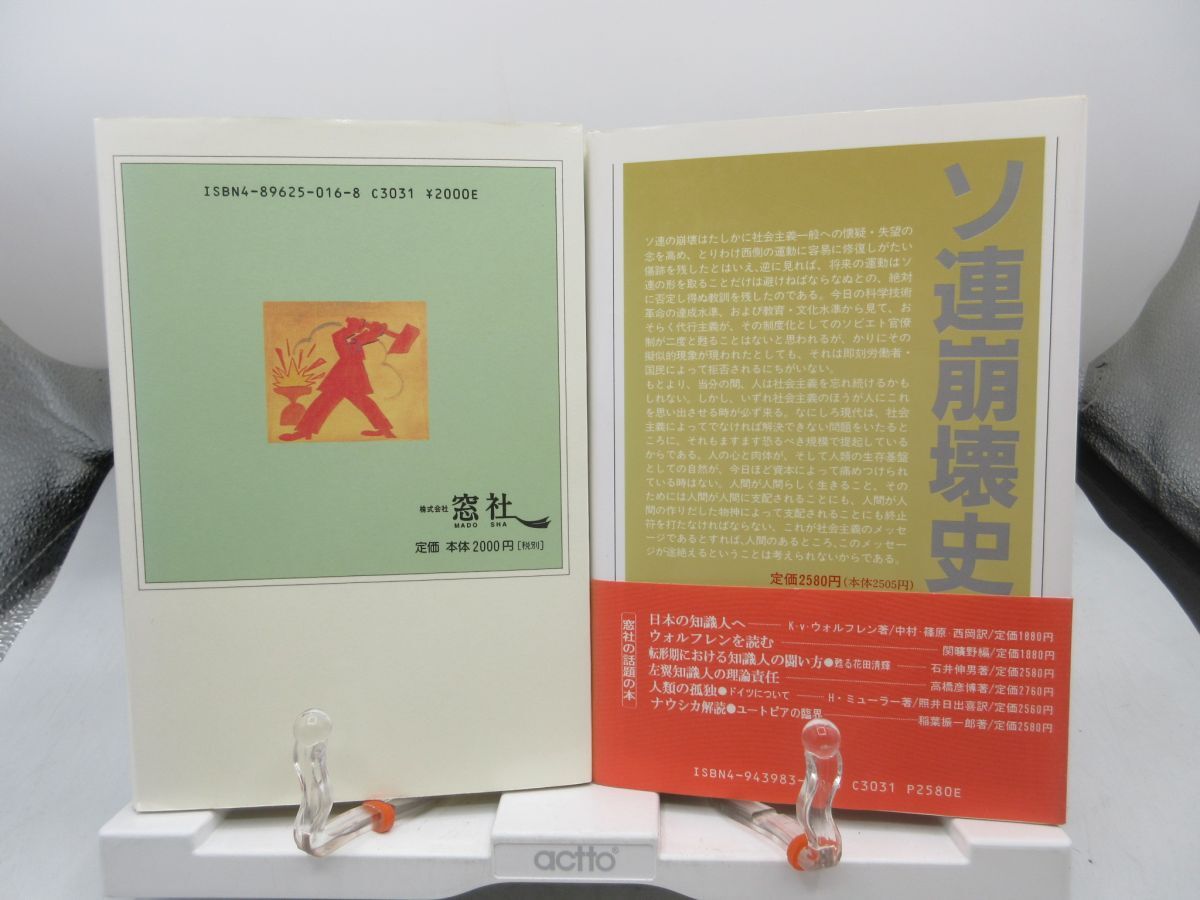 ISBN4-89625-016-8 C3031 ¥2000E
株式会社 窓社
MADO SHA
定価 本体2000円[税別]
ソ連崩壊史
ソ連の崩壊はたしかに社会主義一般への懐疑・失望の
念を高め、とりわけ西側の運動に容易に修復しがたい
傷跡を残したとはいえ、逆に見れば、将来の運動はソ
連の形を取ることだけは避けねばならなぬとの、絶対
に否定し得ぬ教訓を残したのである。今日の科学技術
革命の達成水準、および教育・文化水準から見て、お
そらく代行主義が、その制度化としてのソビエト官僚
制が二度と甦ることはないと思われるが、かりにその
擬似的現象が現われたとしても、それは即刻労働者・
国民によって拒否されるにちがいない。
もとより、当分の間、人は社会主義を忘れ続けるかも
しれない。しかし、いずれ社会主義のほうが人にこれ
を思い出させる時が必ず来る。なにしろ現代は、社会
主義によってでなければ解決できない問題をいたると
ころに、それもますます恐るべき規模で提起している
からである。人の心と肉体が、そして人類の生存基盤
としての自然が、今日ほど資本によって痛めつけられ
ている時はない。人間が人間らしく生きること、その
ためには人間が人間に支配されることにも、人間が人
間の作りだした物神によって支配されることにも終止
符を打たなければならない。これが社会主義のメッセ
ージであるとすれば、人間のあるところ、このメッセー
ジが途絶えるということは考えられないからである。
定価2580円(本体2505円)
窓社の話題の本
日本の知識人へ K・v・ウォルフレン著/中村・篠原・西岡訳/定価1880円
ウォルフレンを読む 関曠野編/定価1880円
転形期における知識人の闘い方●甦る花田清輝 石井伸男著/定価2580円
左翼知識人の理論責任 高橋彦博著/定価2760円
人類の孤独●ドイツについて H・ミューラー著/照井日出喜訳/定価2560円
ナウシカ解読●ユートピアの臨界 稲葉振一郎著/定価2580円
ISBN4-943983- C3031 P2580E
actto